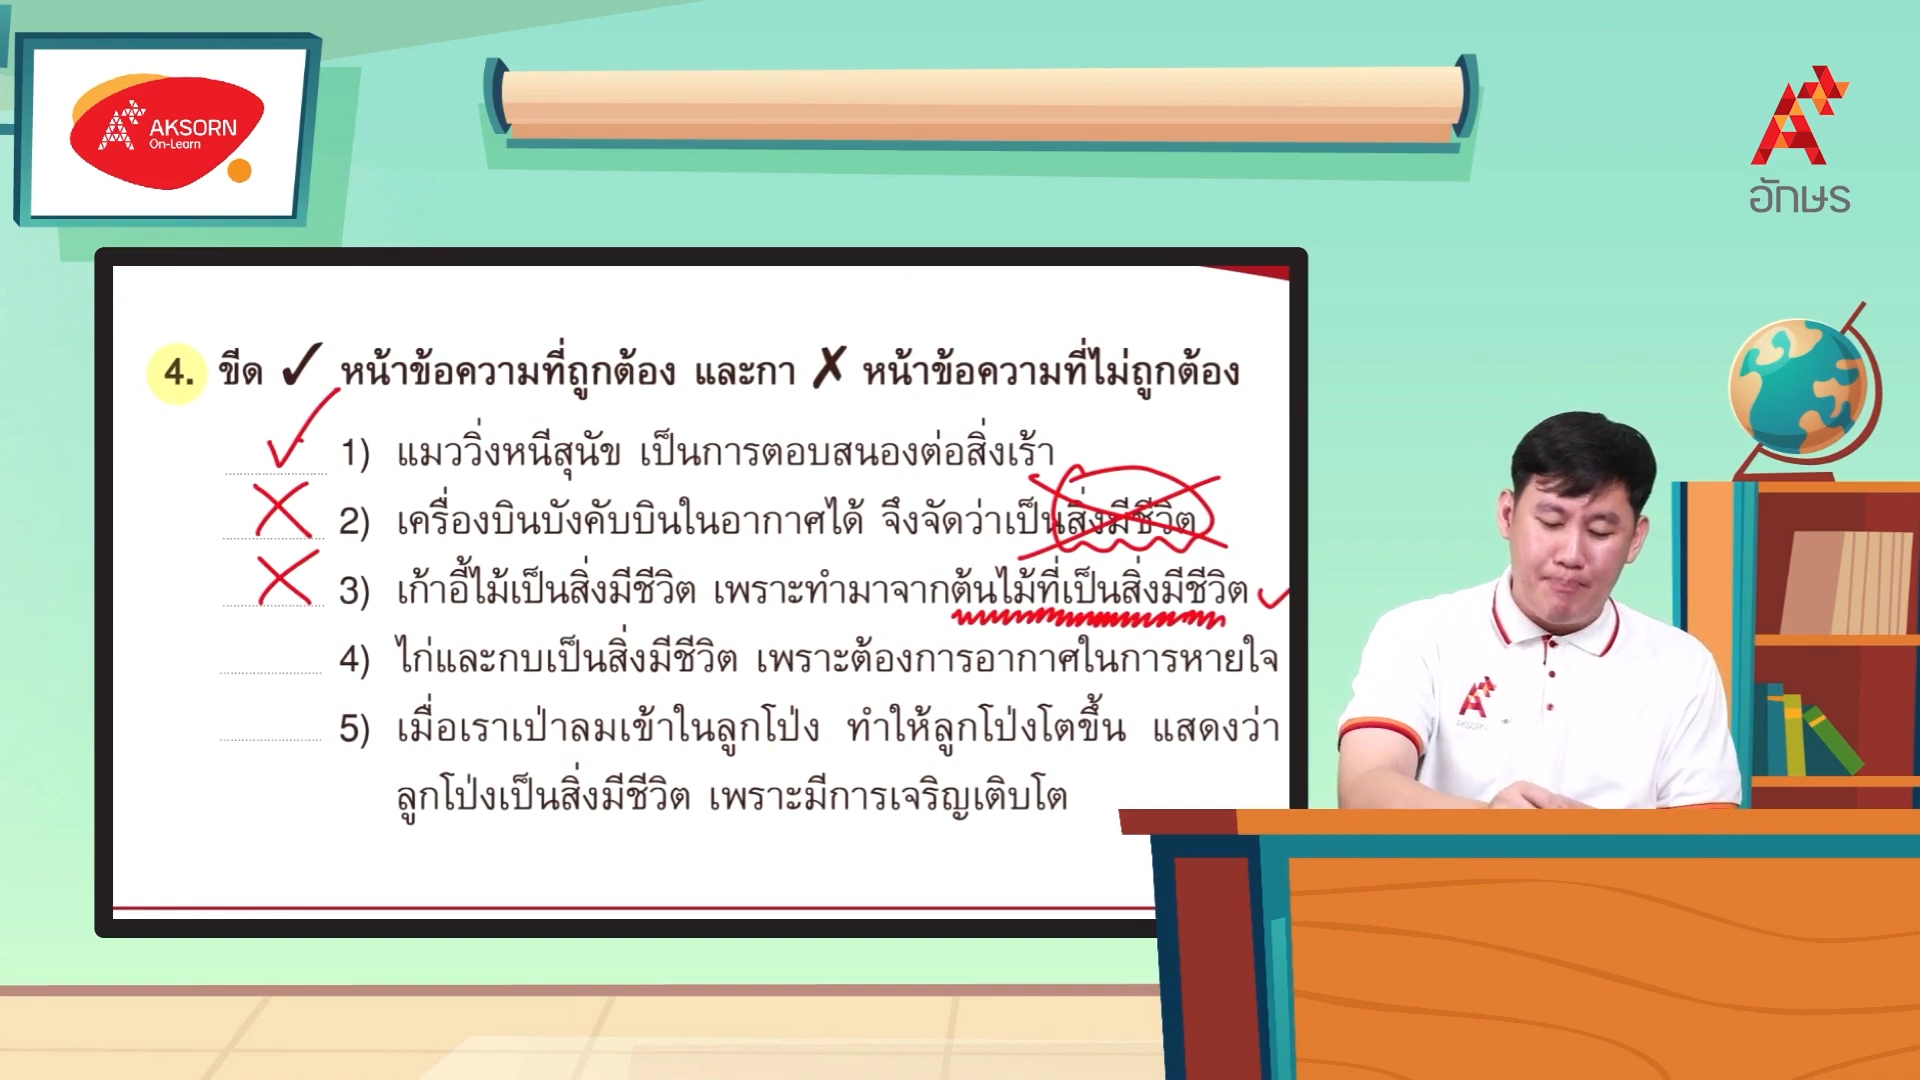 AKSORN
On-Learn
อักษร
4. ขีด ✓ หน้าข้อความที่ถูกต้อง และกา ✗ หน้าข้อความที่ไม่ถูกต้อง
✓ 1) แมววิ่งหนีสุนัข เป็นการตอบสนองต่อสิ่งเร้า
✗ 2) เครื่องบินบังคับบินในอากาศได้ จึงจัดว่าเป็นสิ่งมีชีวิต
✗ 3) เก้าอี้ไม้เป็นสิ่งมีชีวิต เพราะทำมาจากต้นไม้ที่เป็นสิ่งมีชีวิต ✓
4) ไก่และกบเป็นสิ่งมีชีวิต เพราะต้องการอากาศในการหายใจ
5) เมื่อเราเป่าลมเข้าในลูกโป่ง ทำให้ลูกโป่งโตขึ้น แสดงว่า
ลูกโป่งเป็นสิ่งมีชีวิต เพราะมีการเจริญเติบโต
AKSORN